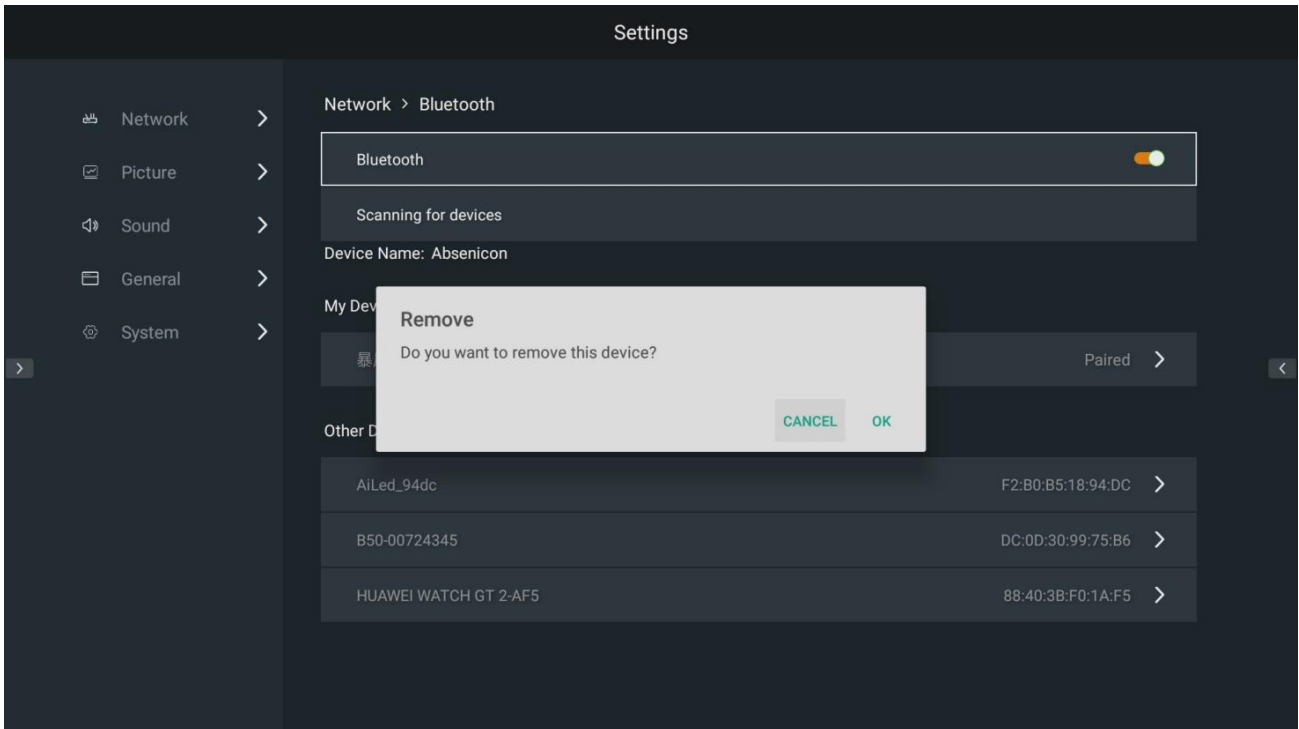 Settings
Network
Picture
Sound
General
System
Network > Bluetooth
Bluetooth
Scanning for devices
Device Name: Absenicon
My Dev
暴 Paired
Remove
Do you want to remove this device?
CANCEL OK
Other D
AiLed_94dc F2:B0:B5:18:94:DC
B50-00724345 DC:0D:30:99:75:B6
HUAWEI WATCH GT 2-AF5 88:40:3B:F0:1A:F5